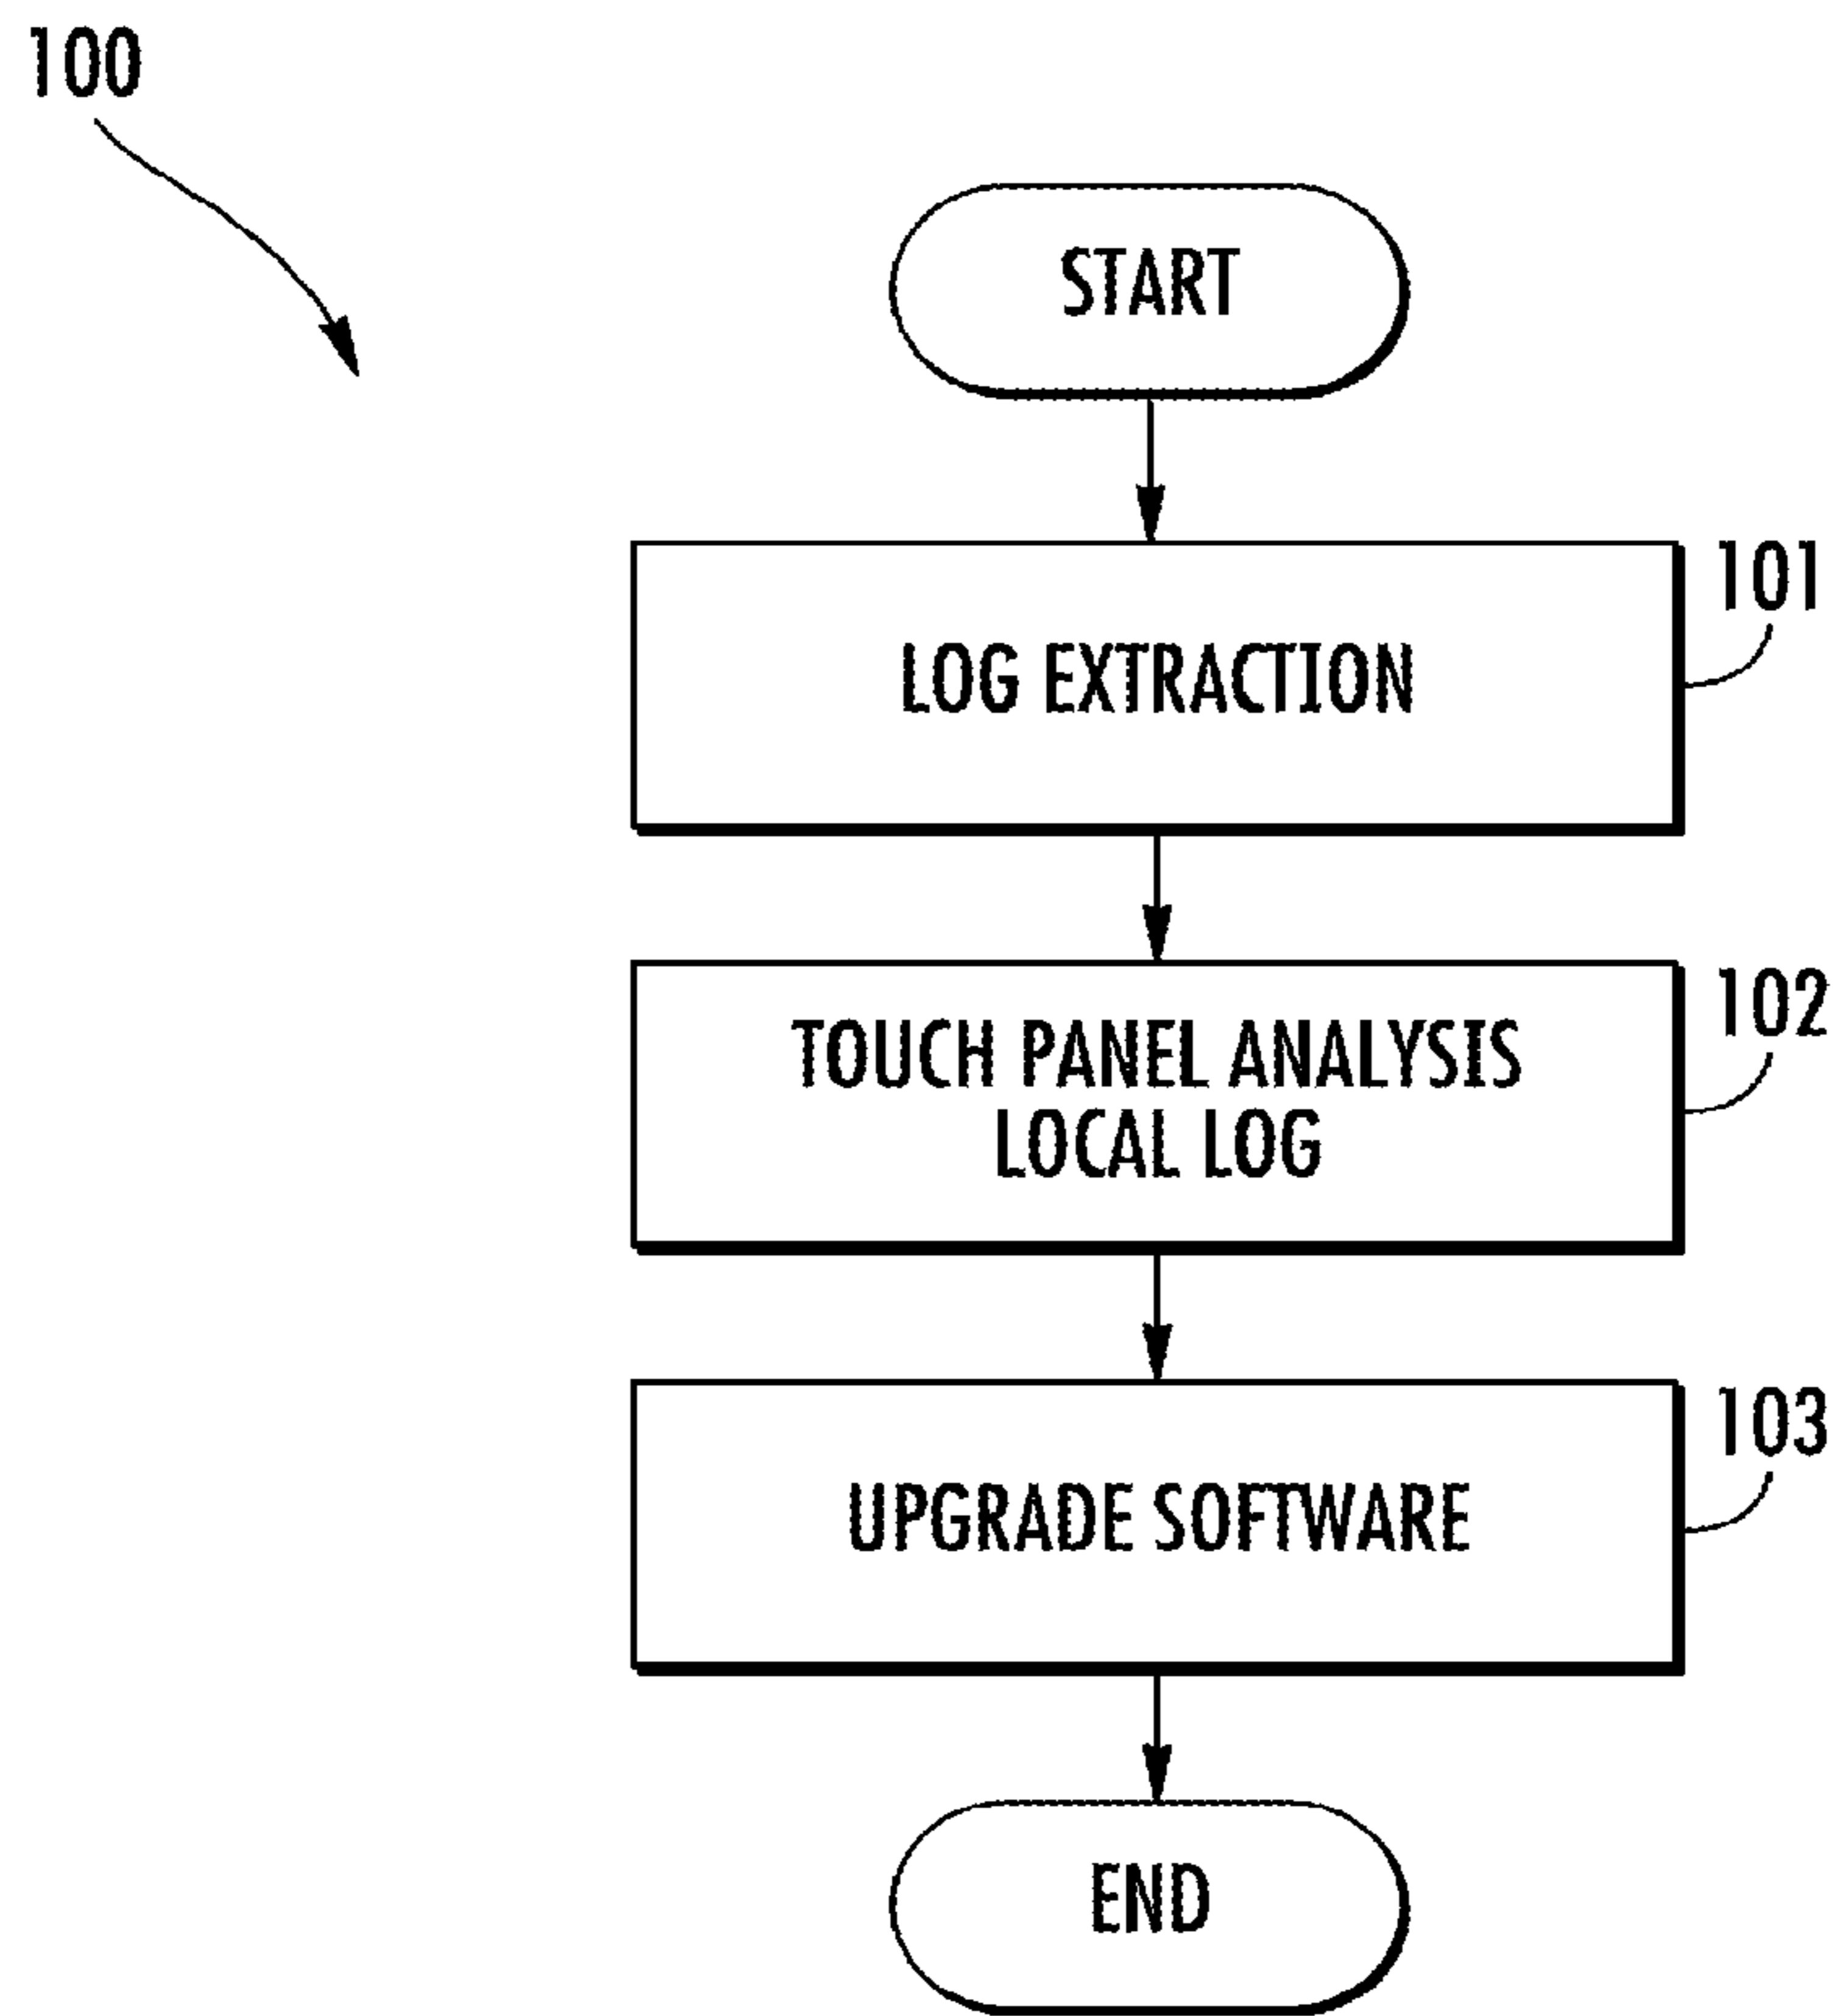 100
START
LOG EXTRACTION
101
TOUCH PANEL ANALYSIS
LOCAL LOG
102
UPGRADE SOFTWARE
103
END